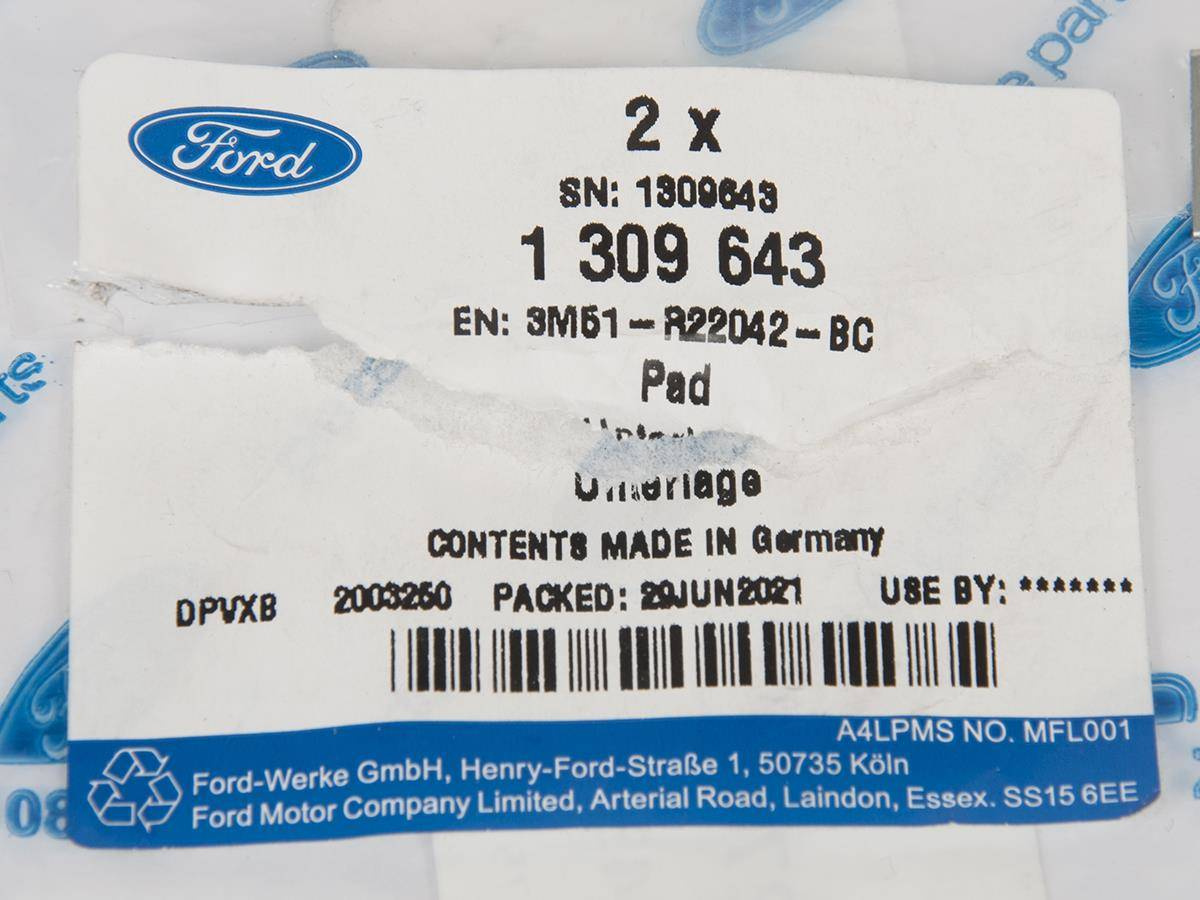 e parts
Ford
2 x
SN: 1309643
1 309 643
EN: 3M51-R22042-BC
Pad
Unterlage
CONTENTS MADE IN Germany
DPVXB 2003250 PACKED: 29JUN2021 USE BY: *******
A4LPMS NO. MFL001
Ford-Werke GmbH, Henry-Ford-Straße 1, 50735 Köln
Ford Motor Company Limited, Arterial Road, Laindon, Essex. SS15 6EE